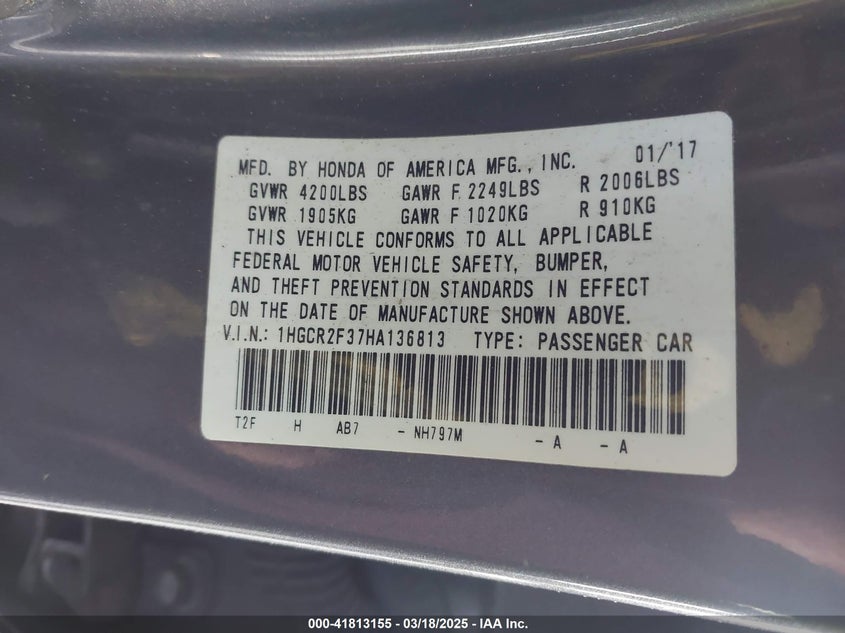 MFD. BY HONDA OF AMERICA MFG., INC. 01/'17
GVWR 4200LBS GAWR F 2249LBS R 2006LBS
GVWR 1905KG GAWR F 1020KG R 910KG
THIS VEHICLE CONFORMS TO ALL APPLICABLE
FEDERAL MOTOR VEHICLE SAFETY, BUMPER,
AND THEFT PREVENTION STANDARDS IN EFFECT
ON THE DATE OF MANUFACTURE SHOWN ABOVE.
V.I.N.: 1HGCR2F37HA136813 TYPE: PASSENGER CAR
T2F H AB7 - NH797M - A - A
000-41813155 - 03/18/2025 - IAA Inc.